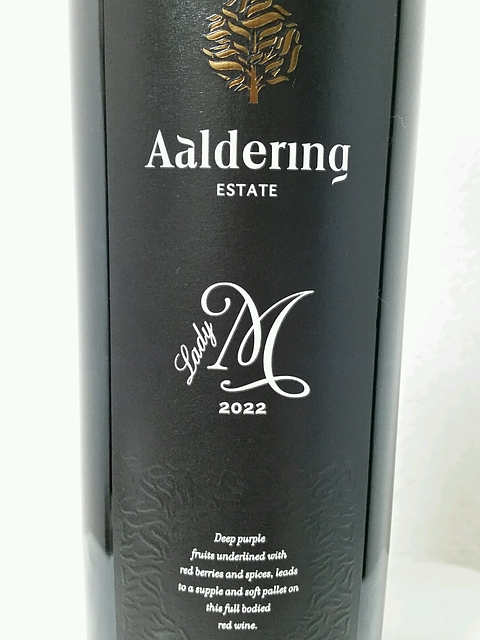 Aaldering
ESTATE
Lady M
2022
Deep purple
fruits underlined with
red berries and spices, leads
to a supple and soft pallet on
this full bodied
red wine.